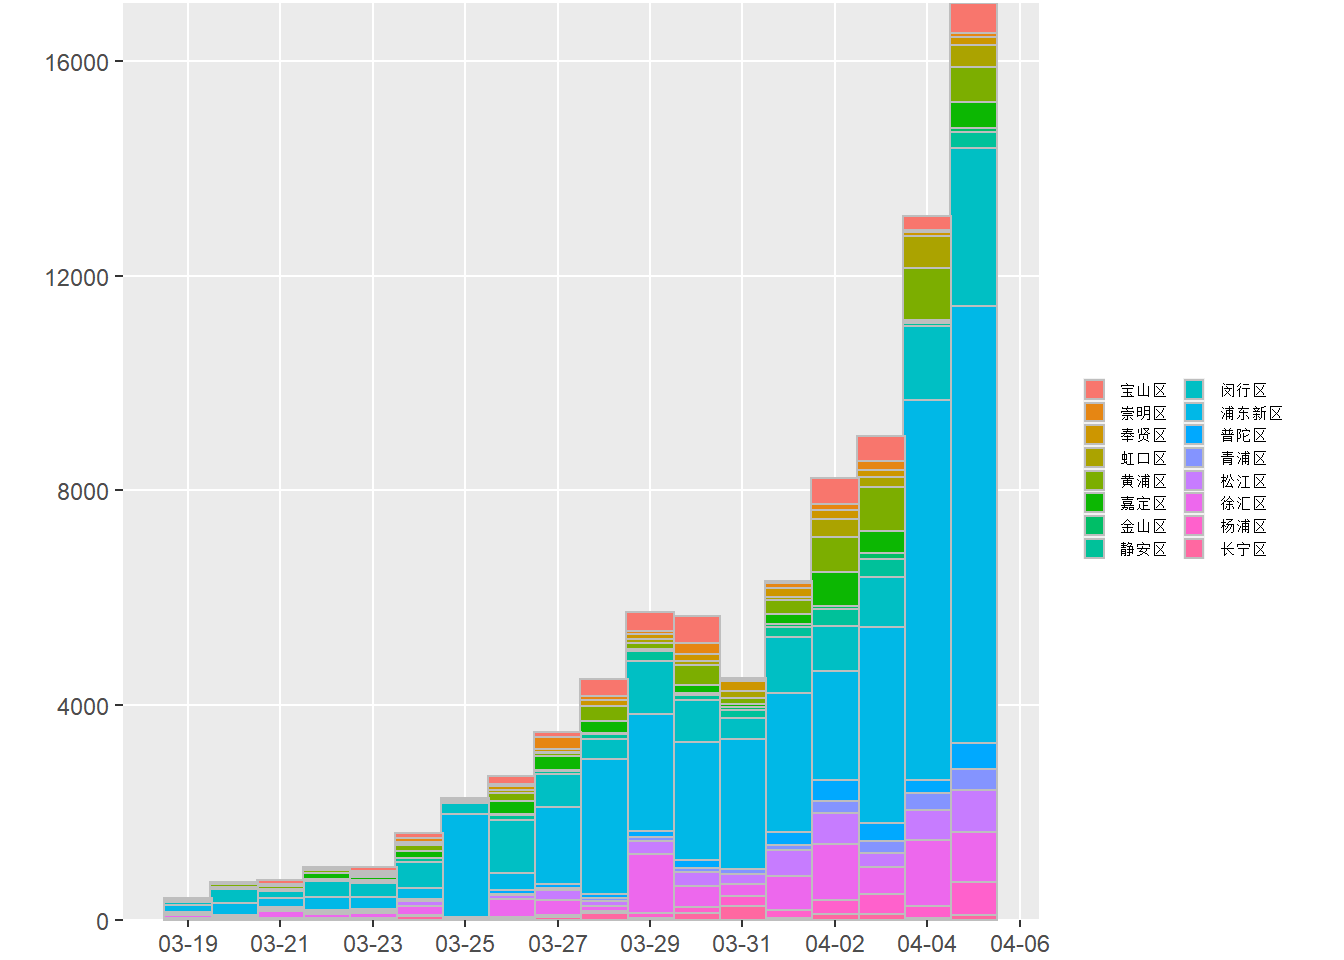 16000
12000
8000
4000
0
03-19 03-21 03-23 03-25 03-27 03-29 03-31 04-02 04-04 04-06
宝山区 闵行区
崇明区 浦东新区
奉贤区 普陀区
虹口区 青浦区
黄浦区 松江区
嘉定区 徐汇区
金山区 杨浦区
静安区 长宁区